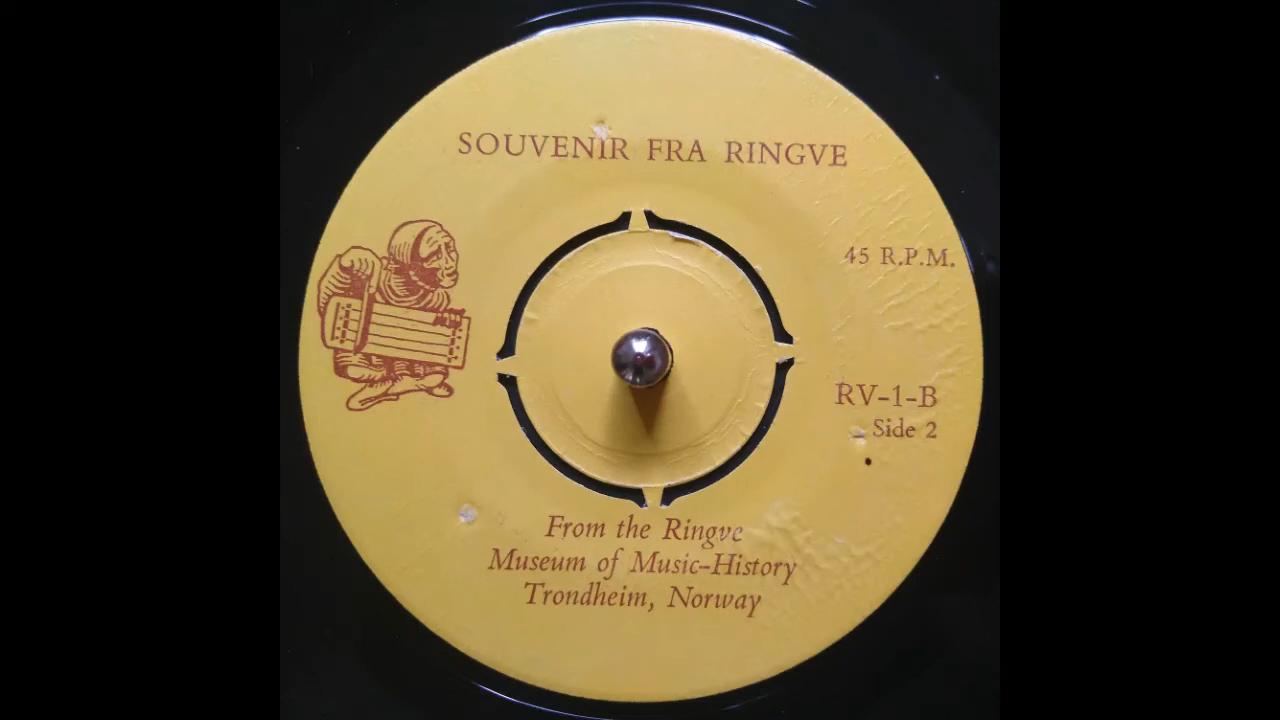 SOUVENIR FRA RINGVE
45 R.P.M.
RV-1-B
Side 2
From the Ringve
Museum of Music-History
Trondheim, Norway